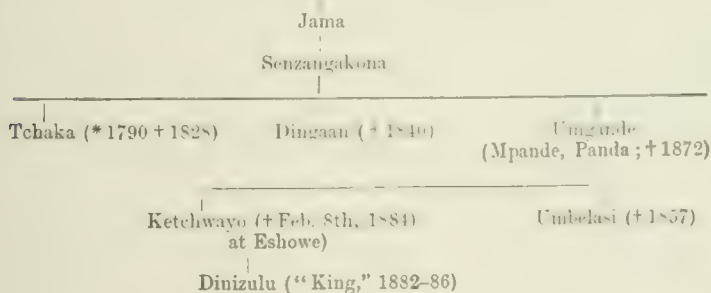 Jama
Senzangakona
Tchaka (* 1790 + 1828) Dingaan († 1840)
(Mpande, Panda ; † 1872)
Ketchwayo († Feb. 8th, 1884) Umbelasi († 1857)
at Eshowe)
Dinizulu ("King," 1882–86)